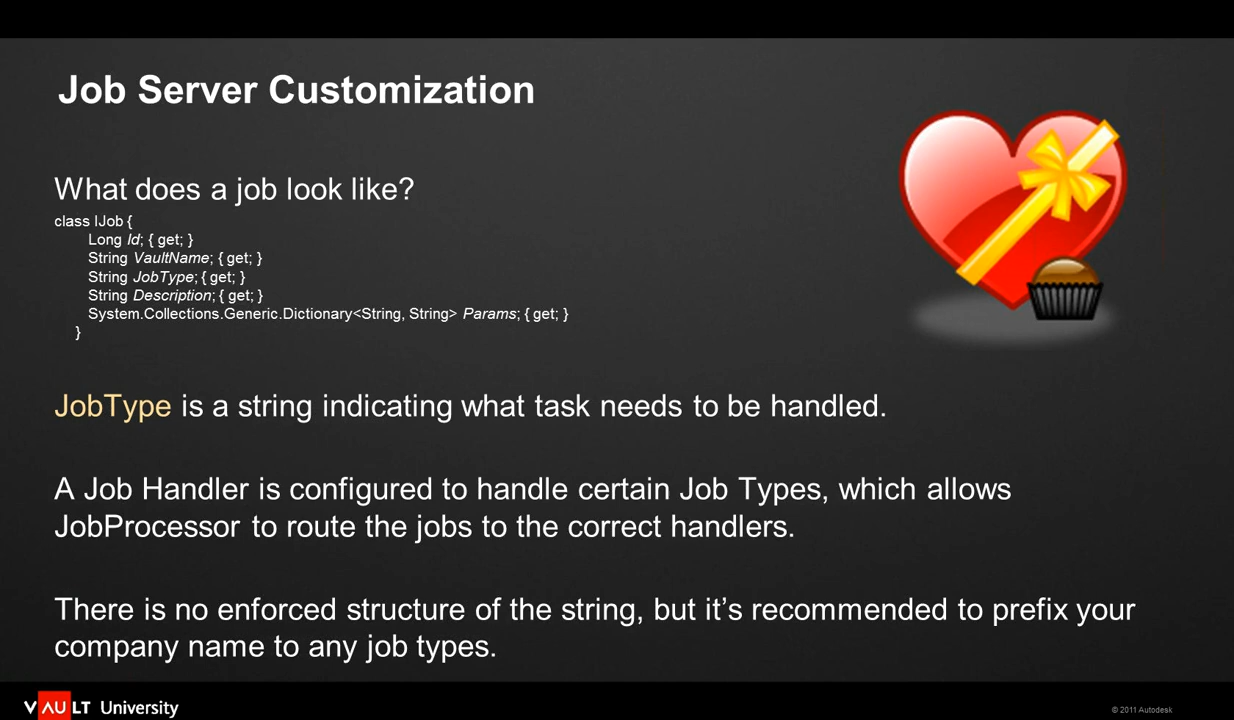 Job Server Customization
What does a job look like?
class IJob {
Long Id; { get; }
String VaultName; { get; }
String JobType; { get; }
String Description; { get; }
System.Collections.Generic.Dictionary<String, String> Params; { get; }
}
JobType is a string indicating what task needs to be handled.
A Job Handler is configured to handle certain Job Types, which allows
JobProcessor to route the jobs to the correct handlers.
There is no enforced structure of the string, but it’s recommended to prefix your
company name to any job types.
VAULT University
© 2011 Autodesk